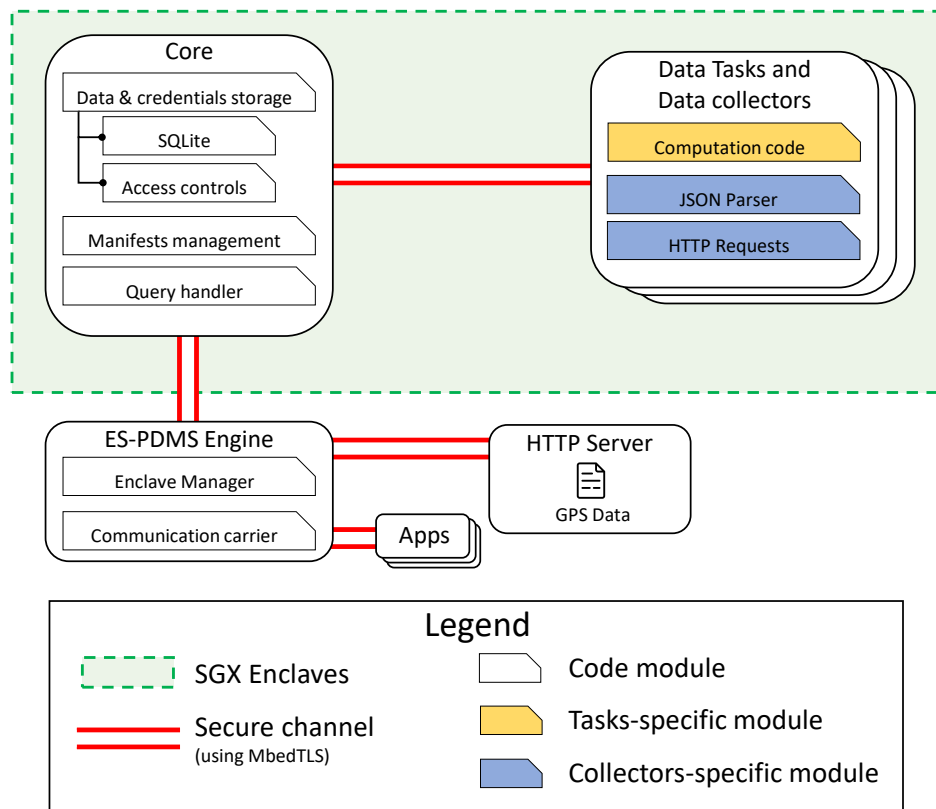 Core
Data & credentials storage
SQLite
Access controls
Manifests management
Query handler
Data Tasks and
Data collectors
Computation code
JSON Parser
HTTP Requests
ES-PDMS Engine
Enclave Manager
Communication carrier
HTTP Server
GPS Data
Apps
Legend
SGX Enclaves
Secure channel
(using MbedTLS)
Code module
Tasks-specific module
Collectors-specific module